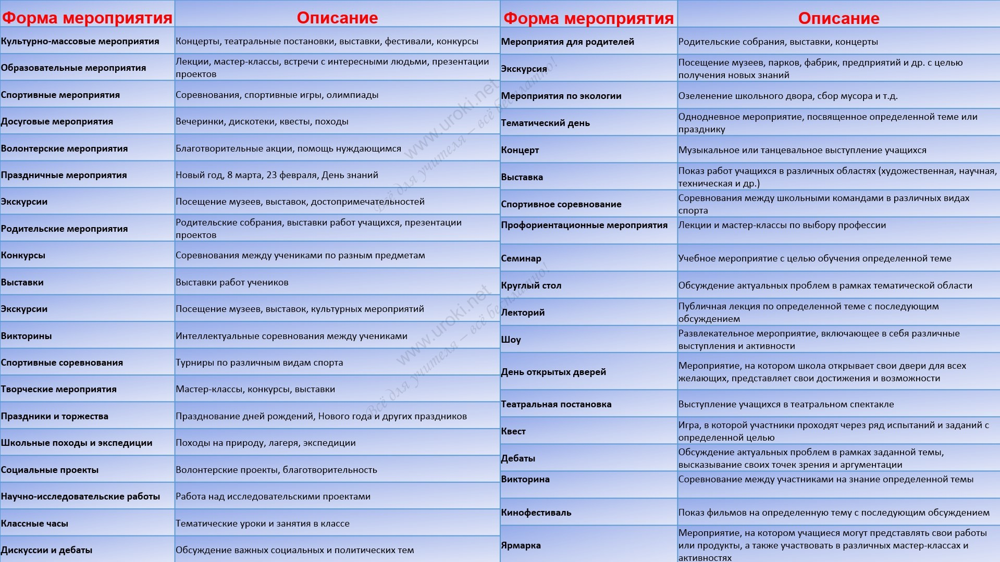 Форма мероприятия
Описание
Культурно-массовые мероприятия
Концерты, театральные постановки, выставки, фестивали, конкурсы
Образовательные мероприятия
Лекции, мастер-классы, встречи с интересными людьми, презентации
проектов
Спортивные мероприятия
Соревнования, спортивные игры, олимпиады
Досуговые мероприятия
Вечеринки, дискотеки, квесты, походы
Волонтерские мероприятия
Благотворительные акции, помощь нуждающимся
Праздничные мероприятия
Новый год, 8 марта, 23 февраля, День знаний
Экскурсии
Посещение музеев, выставок, достопримечательностей
Родительские мероприятия
Родительские собрания, выставки работ учащихся, презентации
проектов
Конкурсы
Соревнования между учениками по разным предметам
Выставки
Выставки работ учеников
Экскурсии
Посещение музеев, выставок, культурных мероприятий
Викторины
Интеллектуальные соревнования между учениками
Спортивные соревнования
Турниры по различным видам спорта
Творческие мероприятия
Мастер-классы, конкурсы, выставки
Праздники и торжества
Празднование дней рождений, Нового года и других праздников
Школьные походы и экспедиции
Походы на природу, лагеря, экспедиции
Социальные проекты
Волонтерские проекты, благотворительность
Научно-исследовательские работы
Работа над исследовательскими проектами
Классные часы
Тематические уроки и занятия в классе
Дискуссии и дебаты
Обсуждение важных социальных и политических тем
Форма мероприятия
Описание
Мероприятия для родителей
Родительские собрания, выставки, концерты
Экскурсия
Посещение музеев, парков, фабрик, предприятий и др. с целью
получения новых знаний
Мероприятия по экологии
Озеленение школьного двора, сбор мусора и т.д.
Тематический день
Однодневное мероприятие, посвященное определенной теме или
празднику
Концерт
Музыкальное или танцевальное выступление учащихся
Выставка
Показ работ учащихся в различных областях (художественная, научная,
техническая и др.)
Спортивное соревнование
Соревнования между школьными командами в различных видах
спорта
Профориентационные мероприятия
Лекции и мастер-классы по выбору профессии
Семинар
Учебное мероприятие с целью обучения определенной теме
Круглый стол
Обсуждение актуальных проблем в рамках тематической области
Лекторий
Публичная лекция по определенной теме с последующим
обсуждением
Шоу
Развлекательное мероприятие, включающее в себя различные
выступления и активности
День открытых дверей
Мероприятие, на котором школа открывает свои двери для всех
желающих, представляет свои достижения и возможности
Театральная постановка
Выступление учащихся в театральном спектакле
Квест
Игра, в которой участники проходят через ряд испытаний и заданий с
определенной целью
Дебаты
Обсуждение актуальных проблем в рамках заданной темы,
высказывание своих точек зрения и аргументации
Викторина
Соревнование между участниками на знание определенной темы
Кинофестиваль
Показ фильмов на определенную тему с последующим обсуждением
Ярмарка
Мероприятие, на котором учащиеся могут представлять свои работы
или продукты, а также участвовать в различных мастер-классах и
активностях
www.uroki.net
Всё для учителя – всё бесплатно!
www.uroki.net
Всё для учителя – всё бесплатно!